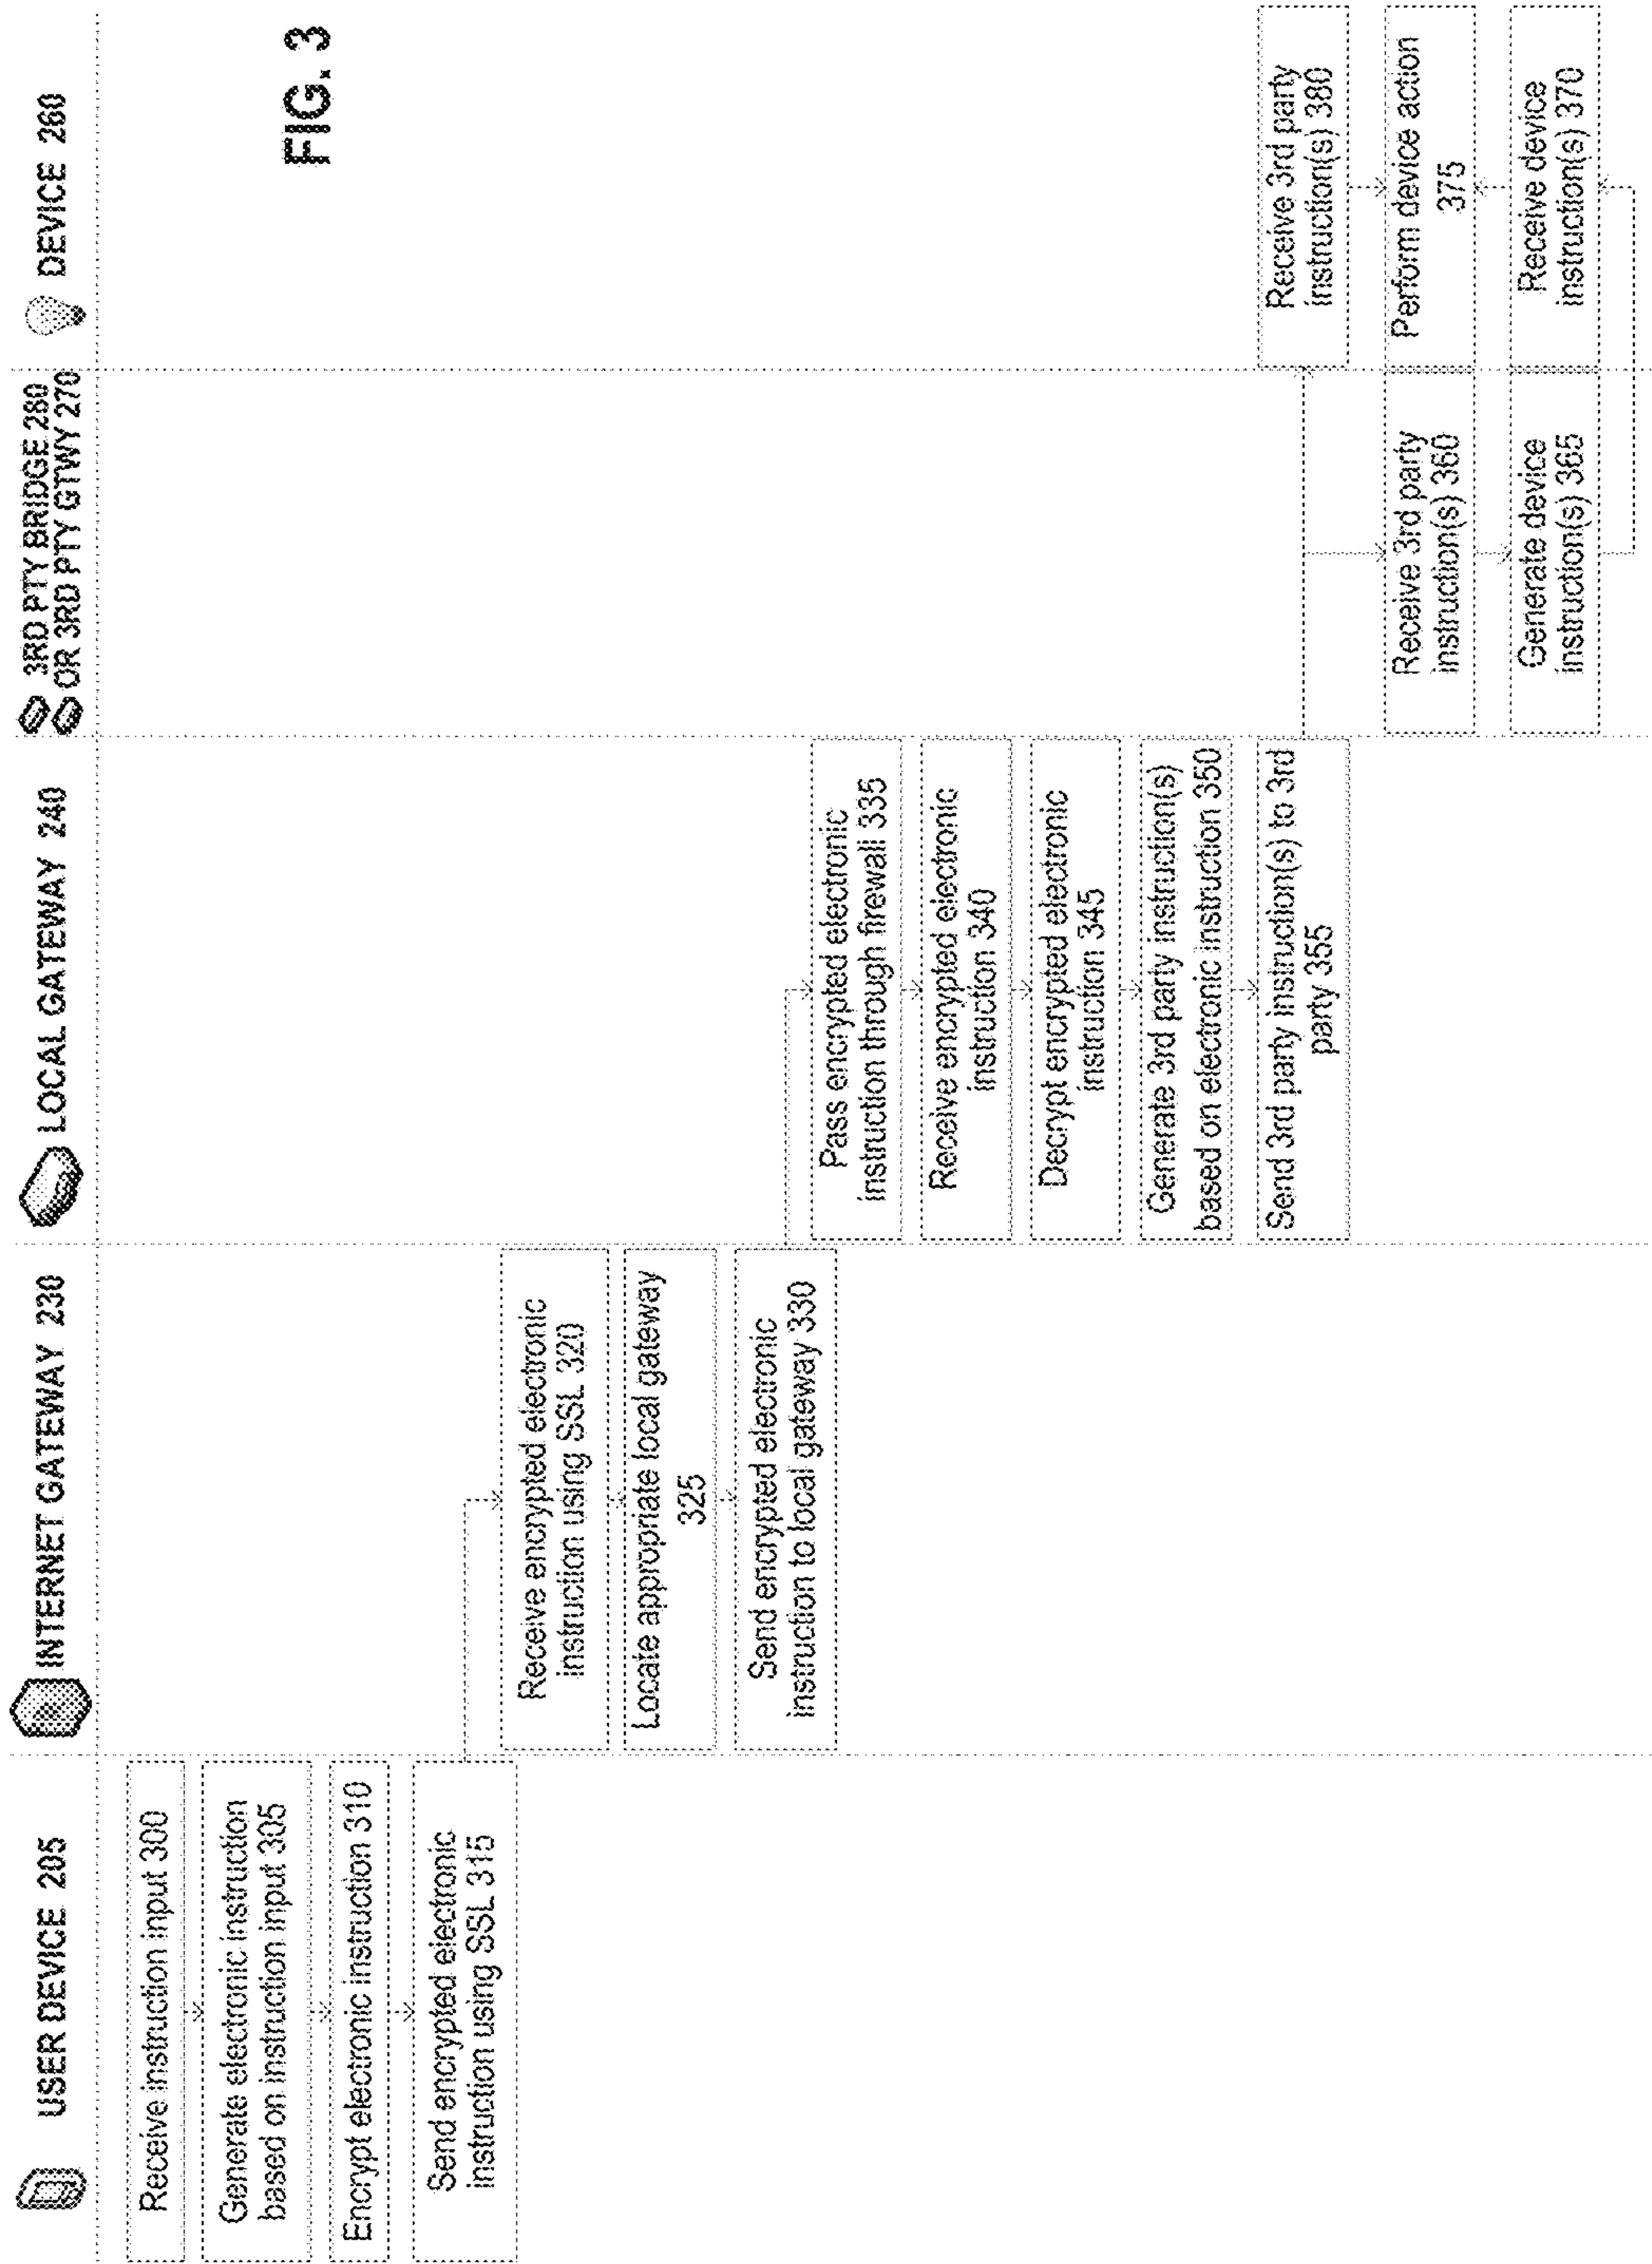 USER DEVICE 205
INTERNET GATEWAY 230
LOCAL GATEWAY 240
3RD PTY BRIDGE 280
OR 3RD PTY GTWY 270
DEVICE 260
FIG. 3
Receive instruction input 300
Generate electronic instruction
based on instruction input 305
Encrypt electronic instruction 310
Send encrypted electronic
instruction using SSL 315
Receive encrypted electronic
instruction using SSL 320
Locate appropriate local gateway
325
Send encrypted electronic
instruction to local gateway 330
Pass encrypted electronic
instruction through firewall 335
Receive encrypted electronic
instruction 340
Decrypt encrypted electronic
instruction 345
Generate 3rd party instruction(s)
based on electronic instruction 350
Send 3rd party instruction(s) to 3rd
party 355
Receive 3rd party
instruction(s) 360
Generate device
instruction(s) 365
Receive 3rd party
instruction(s) 380
Perform device action
375
Receive device
instruction(s) 370